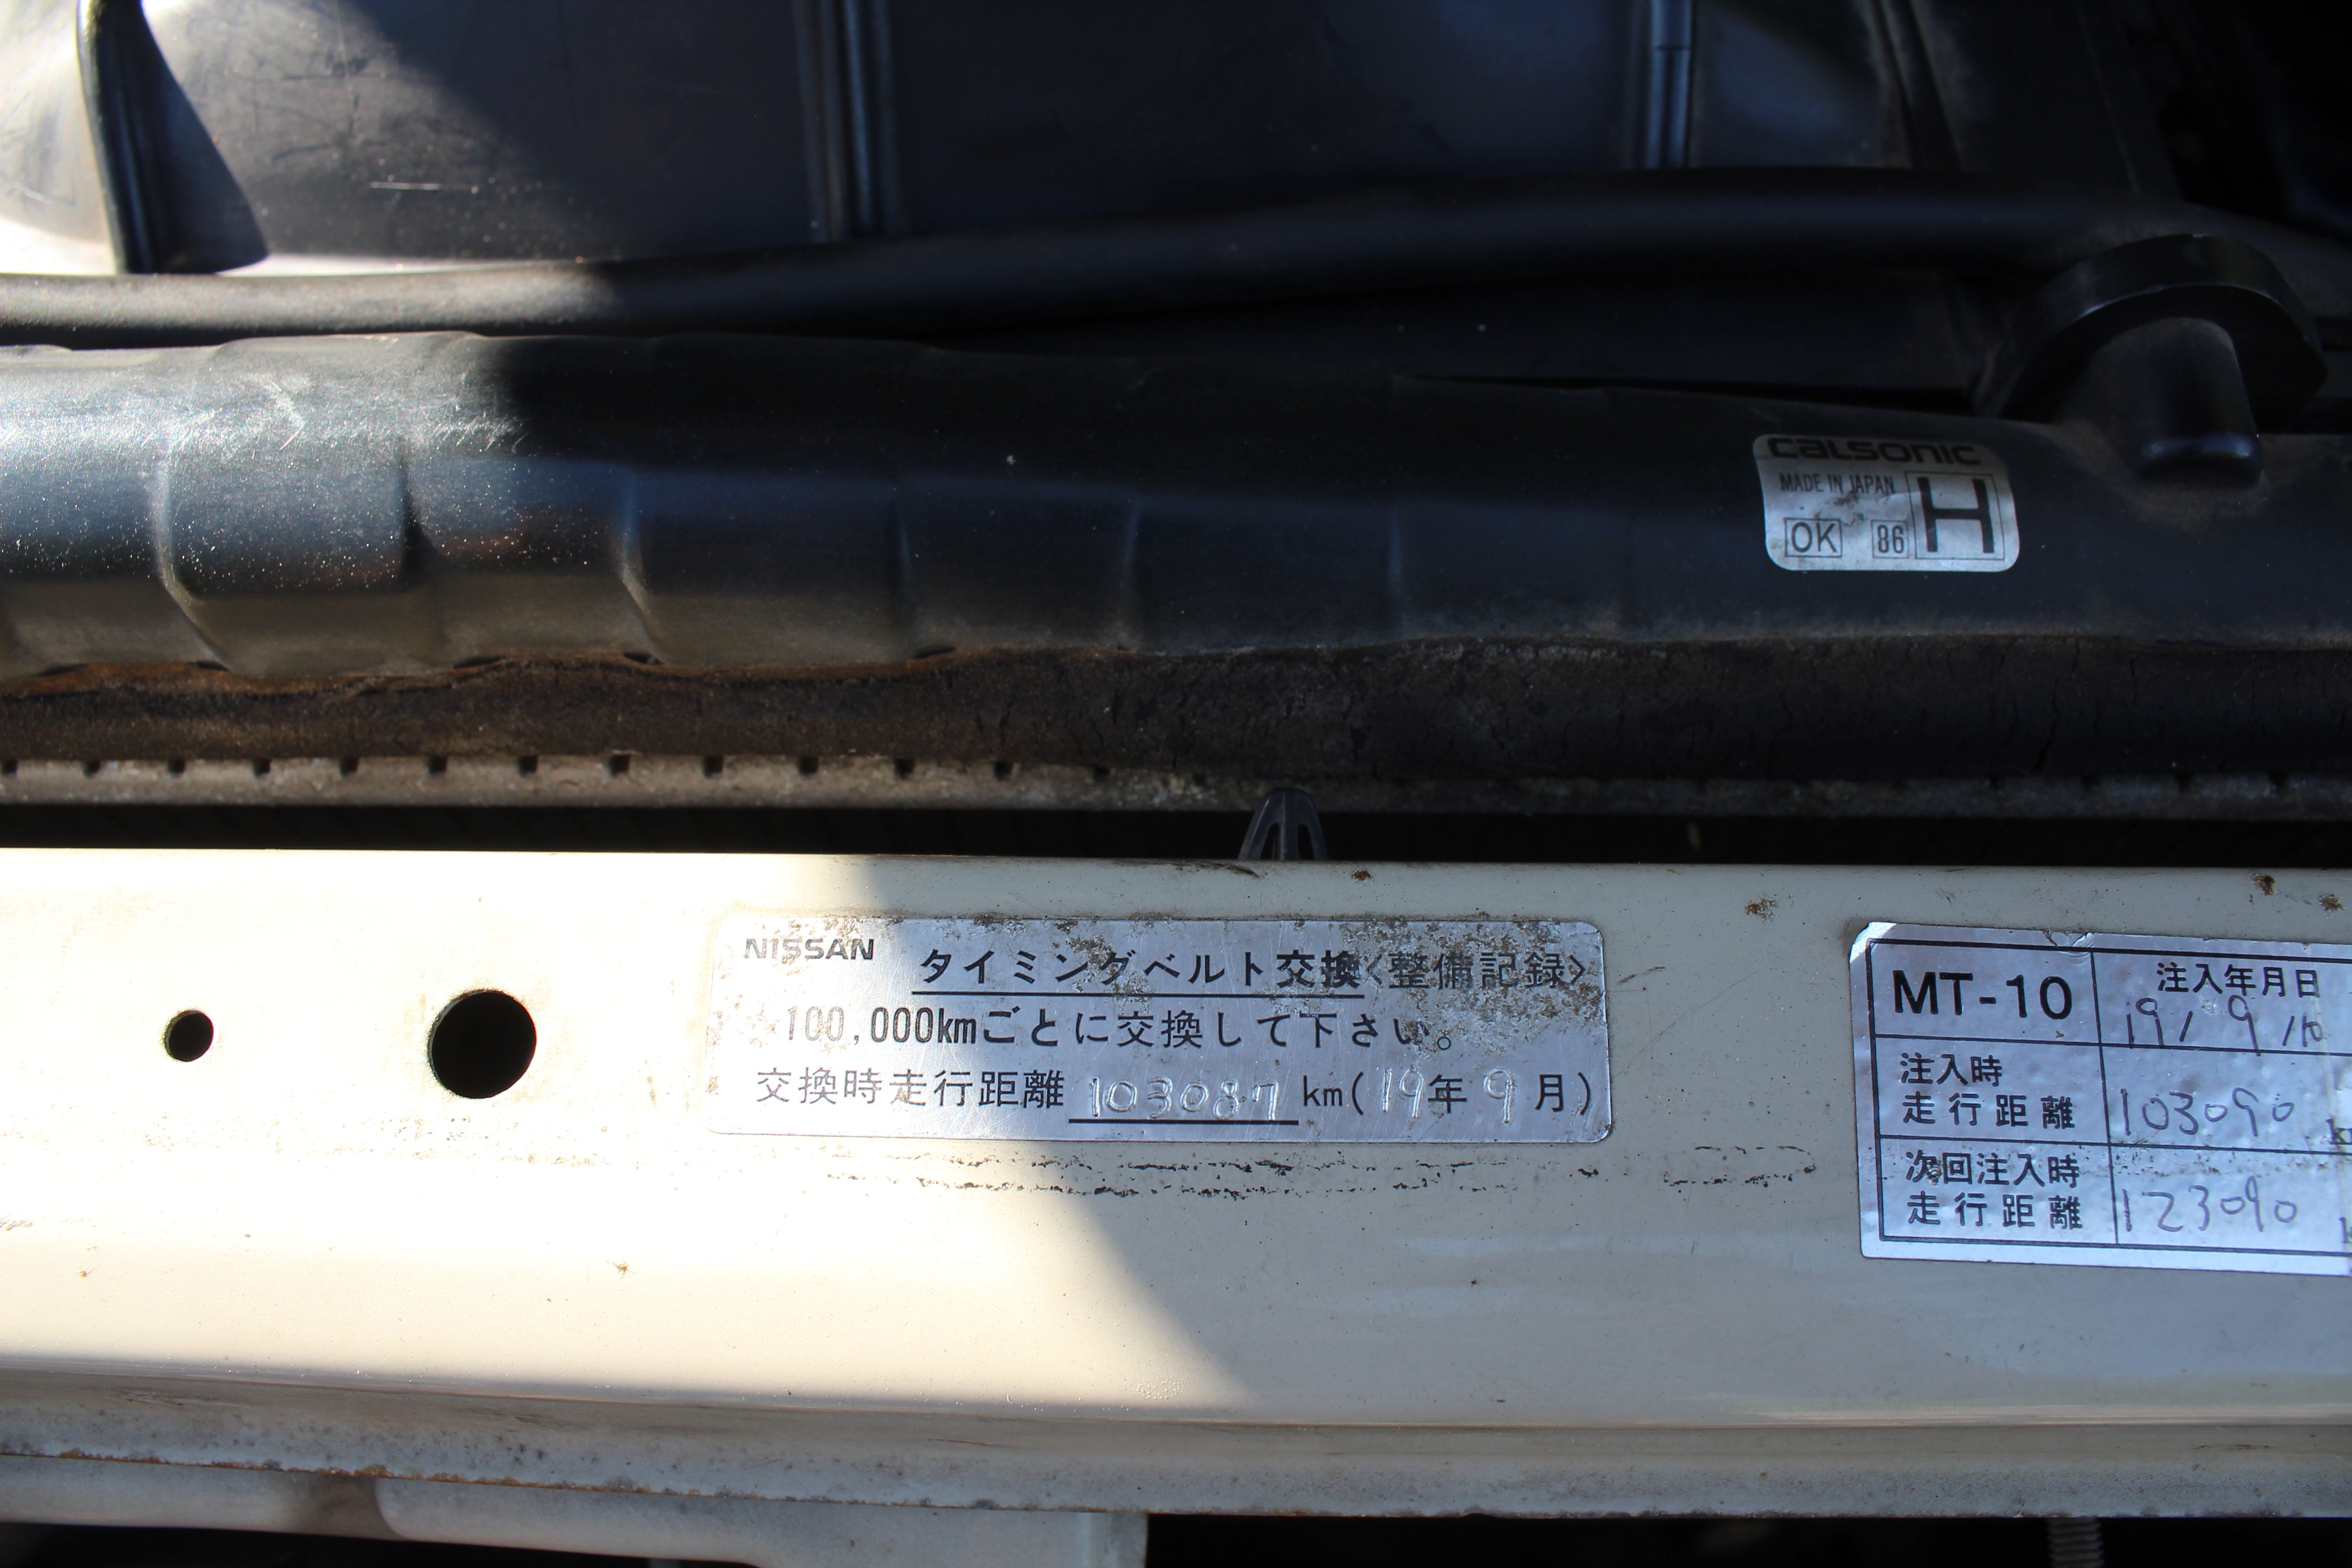 calsonic
MADE IN JAPAN
OK 86 H
NISSAN タイミングベルト交換<整備記録>
100,000kmごとに交換して下さい。
交換時走行距離 103087 km(19年 9月)
MT-10 注入年月日
19/ 9 /10
注入時
走行距離 103090
次回注入時
走行距離 123090